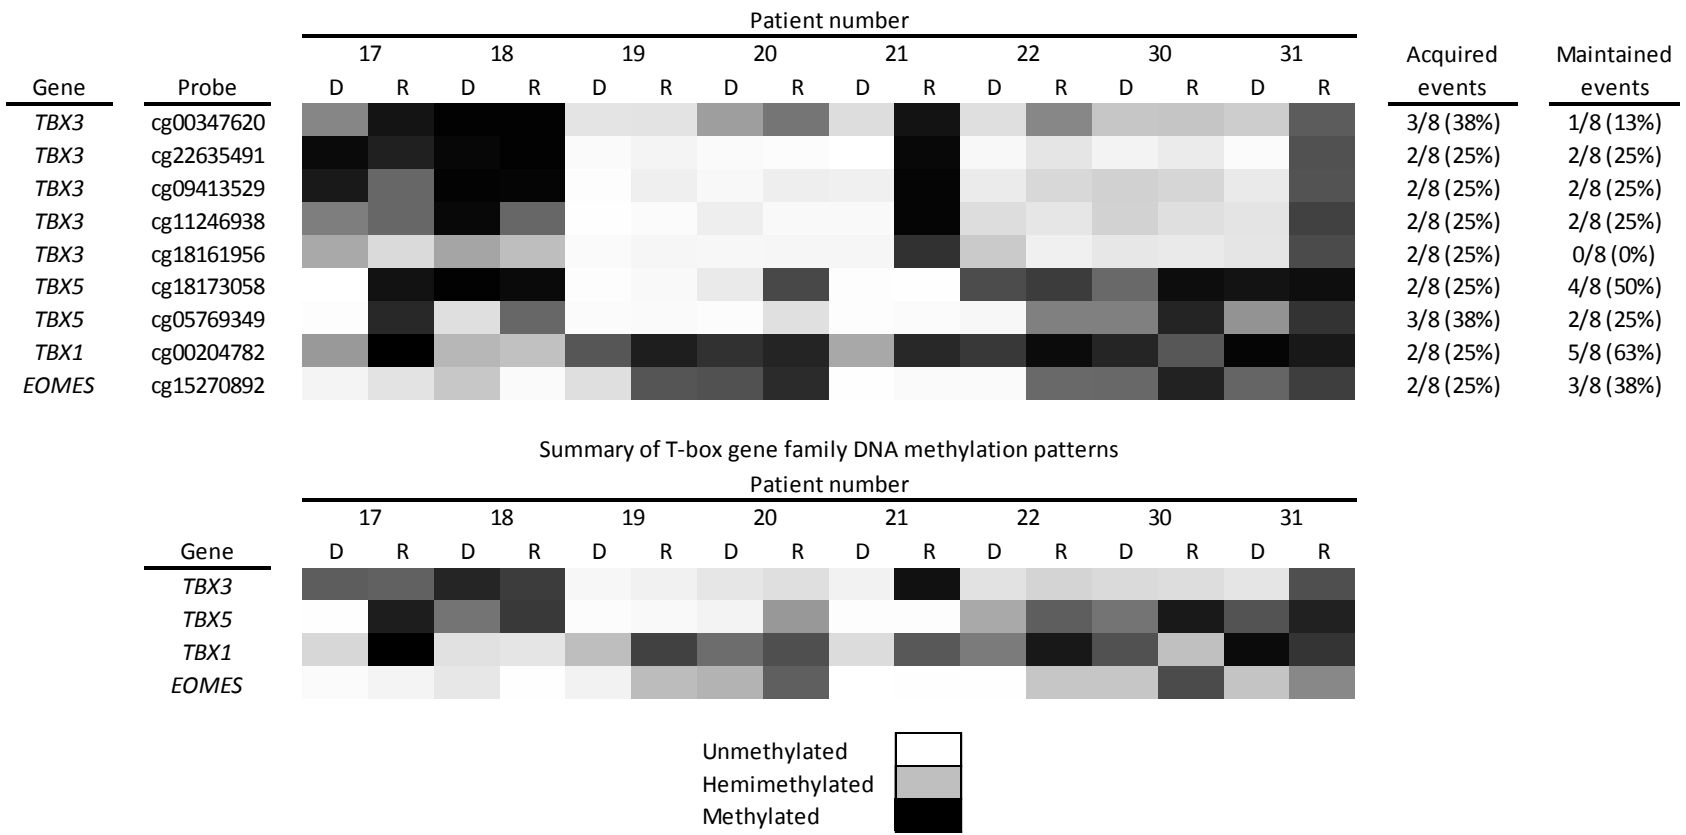 Patient number
17 18 19 20 21 22 30 31 Acquired Maintained
Gene Probe D R D R D R D R D R D R D R D R events events
TBX3 cg00347620 3/8 (38%) 1/8 (13%)
TBX3 cg22635491 2/8 (25%) 2/8 (25%)
TBX3 cg09413529 2/8 (25%) 2/8 (25%)
TBX3 cg11246938 2/8 (25%) 2/8 (25%)
TBX3 cg18161956 2/8 (25%) 0/8 (0%)
TBX5 cg18173058 2/8 (25%) 4/8 (50%)
TBX5 cg05769349 3/8 (38%) 2/8 (25%)
TBX1 cg00204782 2/8 (25%) 5/8 (63%)
EOMES cg15270892 2/8 (25%) 3/8 (38%)
Summary of T-box gene family DNA methylation patterns
Patient number
17 18 19 20 21 22 30 31
Gene D R D R D R D R D R D R D R D R
TBX3
TBX5
TBX1
EOMES
Unmethylated
Hemimethylated
Methylated